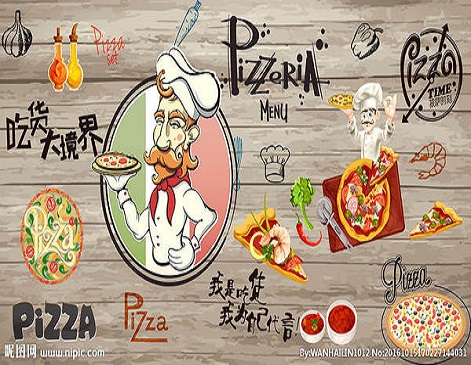 Pizza
set
PizzeriA
MENU
Pizza
TIME
吃货
大境界
Pizza
Pizza
PiZZA
Pizza
我是吃货
我为自己代言
昵图网 www.nipic.com
By:WANHAILIN1012 No:20161015170227144031